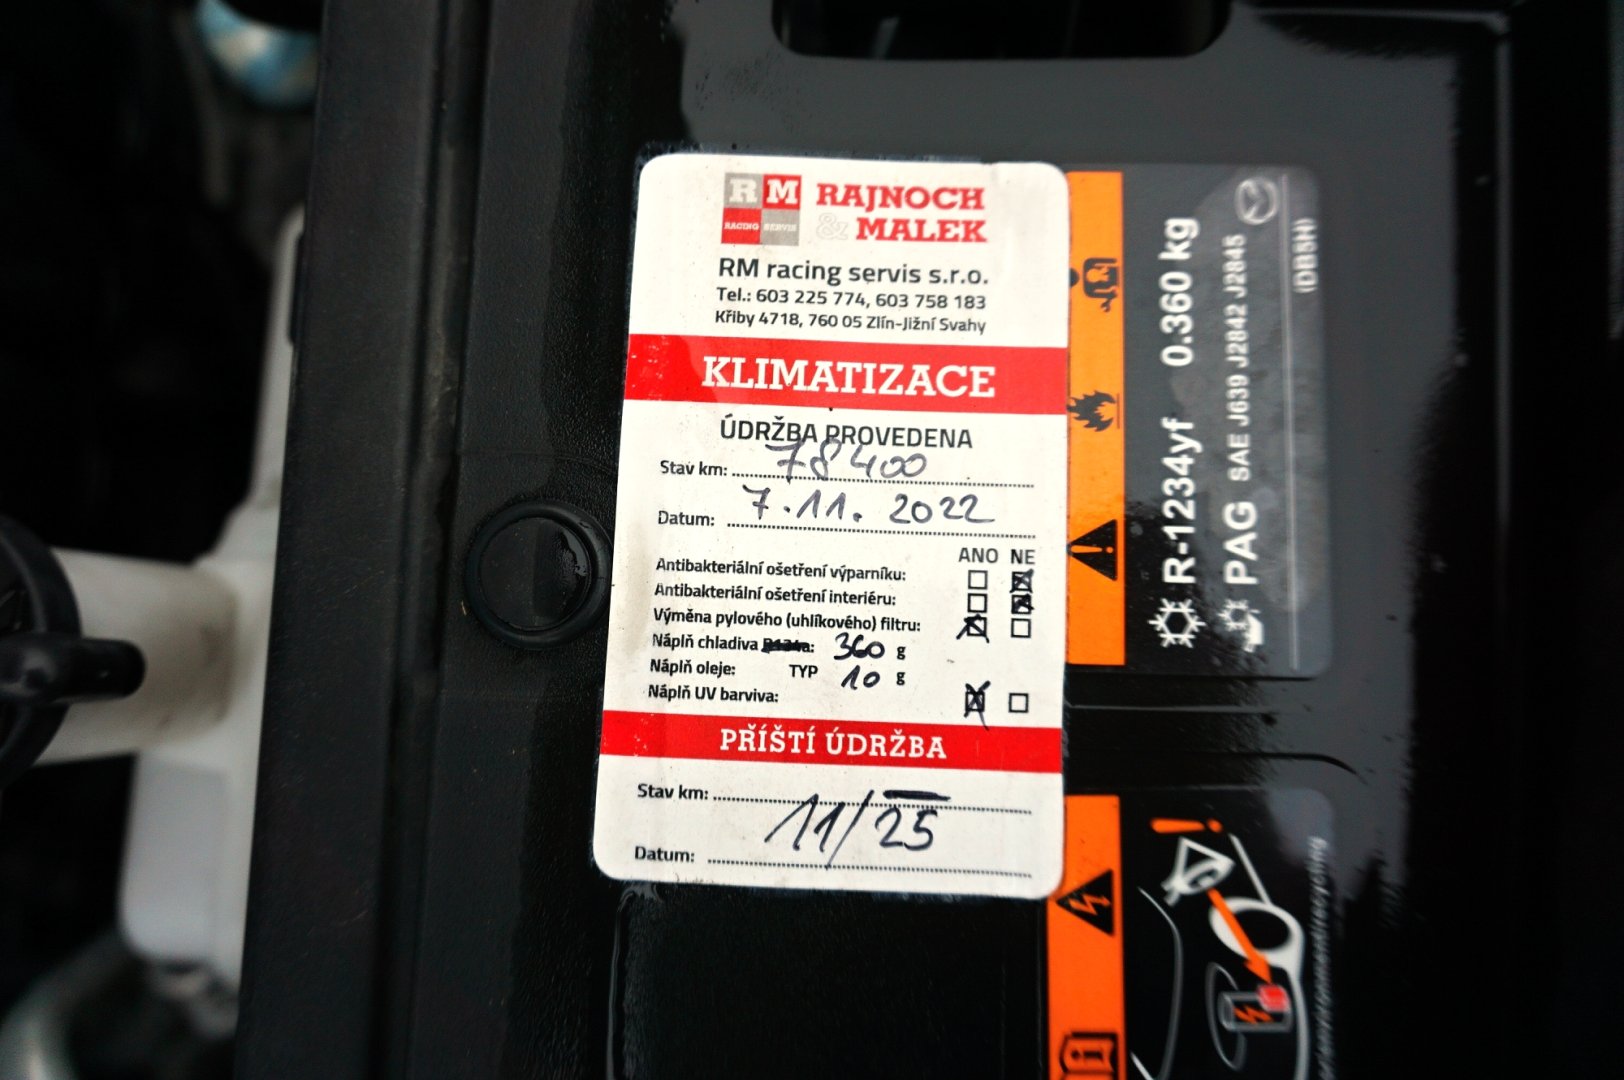 RM RAJNOCH
RACING SERVIS & MALEK
RM racing servis s.r.o.
Tel.: 603 225 774, 603 758 183
Křiby 4718, 760 05 Zlín-Jižní Svahy
KLIMATIZACE
ÚDRŽBA PROVEDENA
Stav km: 78400
Datum: 7.11. 2022
ANO NE
Antibakteriální ošetření výparníku:
Antibakteriální ošetření interiéru:
Výměna pylového (uhlíkového) filtru:
Náplň chladiva R134a: 360 g
Náplň oleje: TYP 10 g
Náplň UV barviva:
PŘÍŠTÍ ÚDRŽBA
Stav km:
11/25
Datum:
R-1234yf 0.360 kg
PAG SAE J639 J2842 J2845
(DB5H)